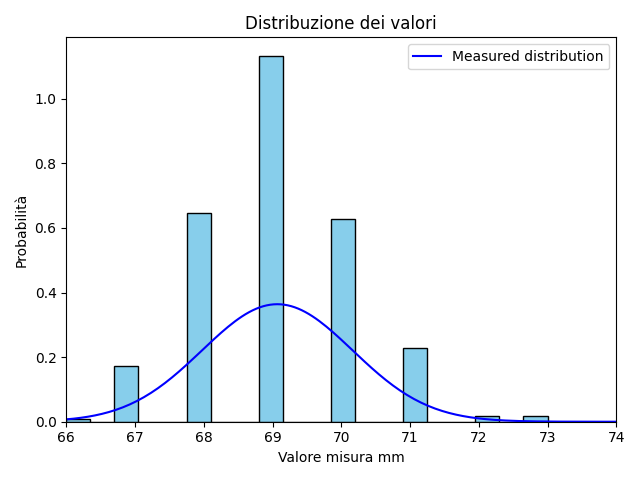 Distribuzione dei valori
Measured distribution
Probabilità
1.0
0.8
0.6
0.4
0.2
0.0
66 67 68 69 70 71 72 73 74
Valore misura mm